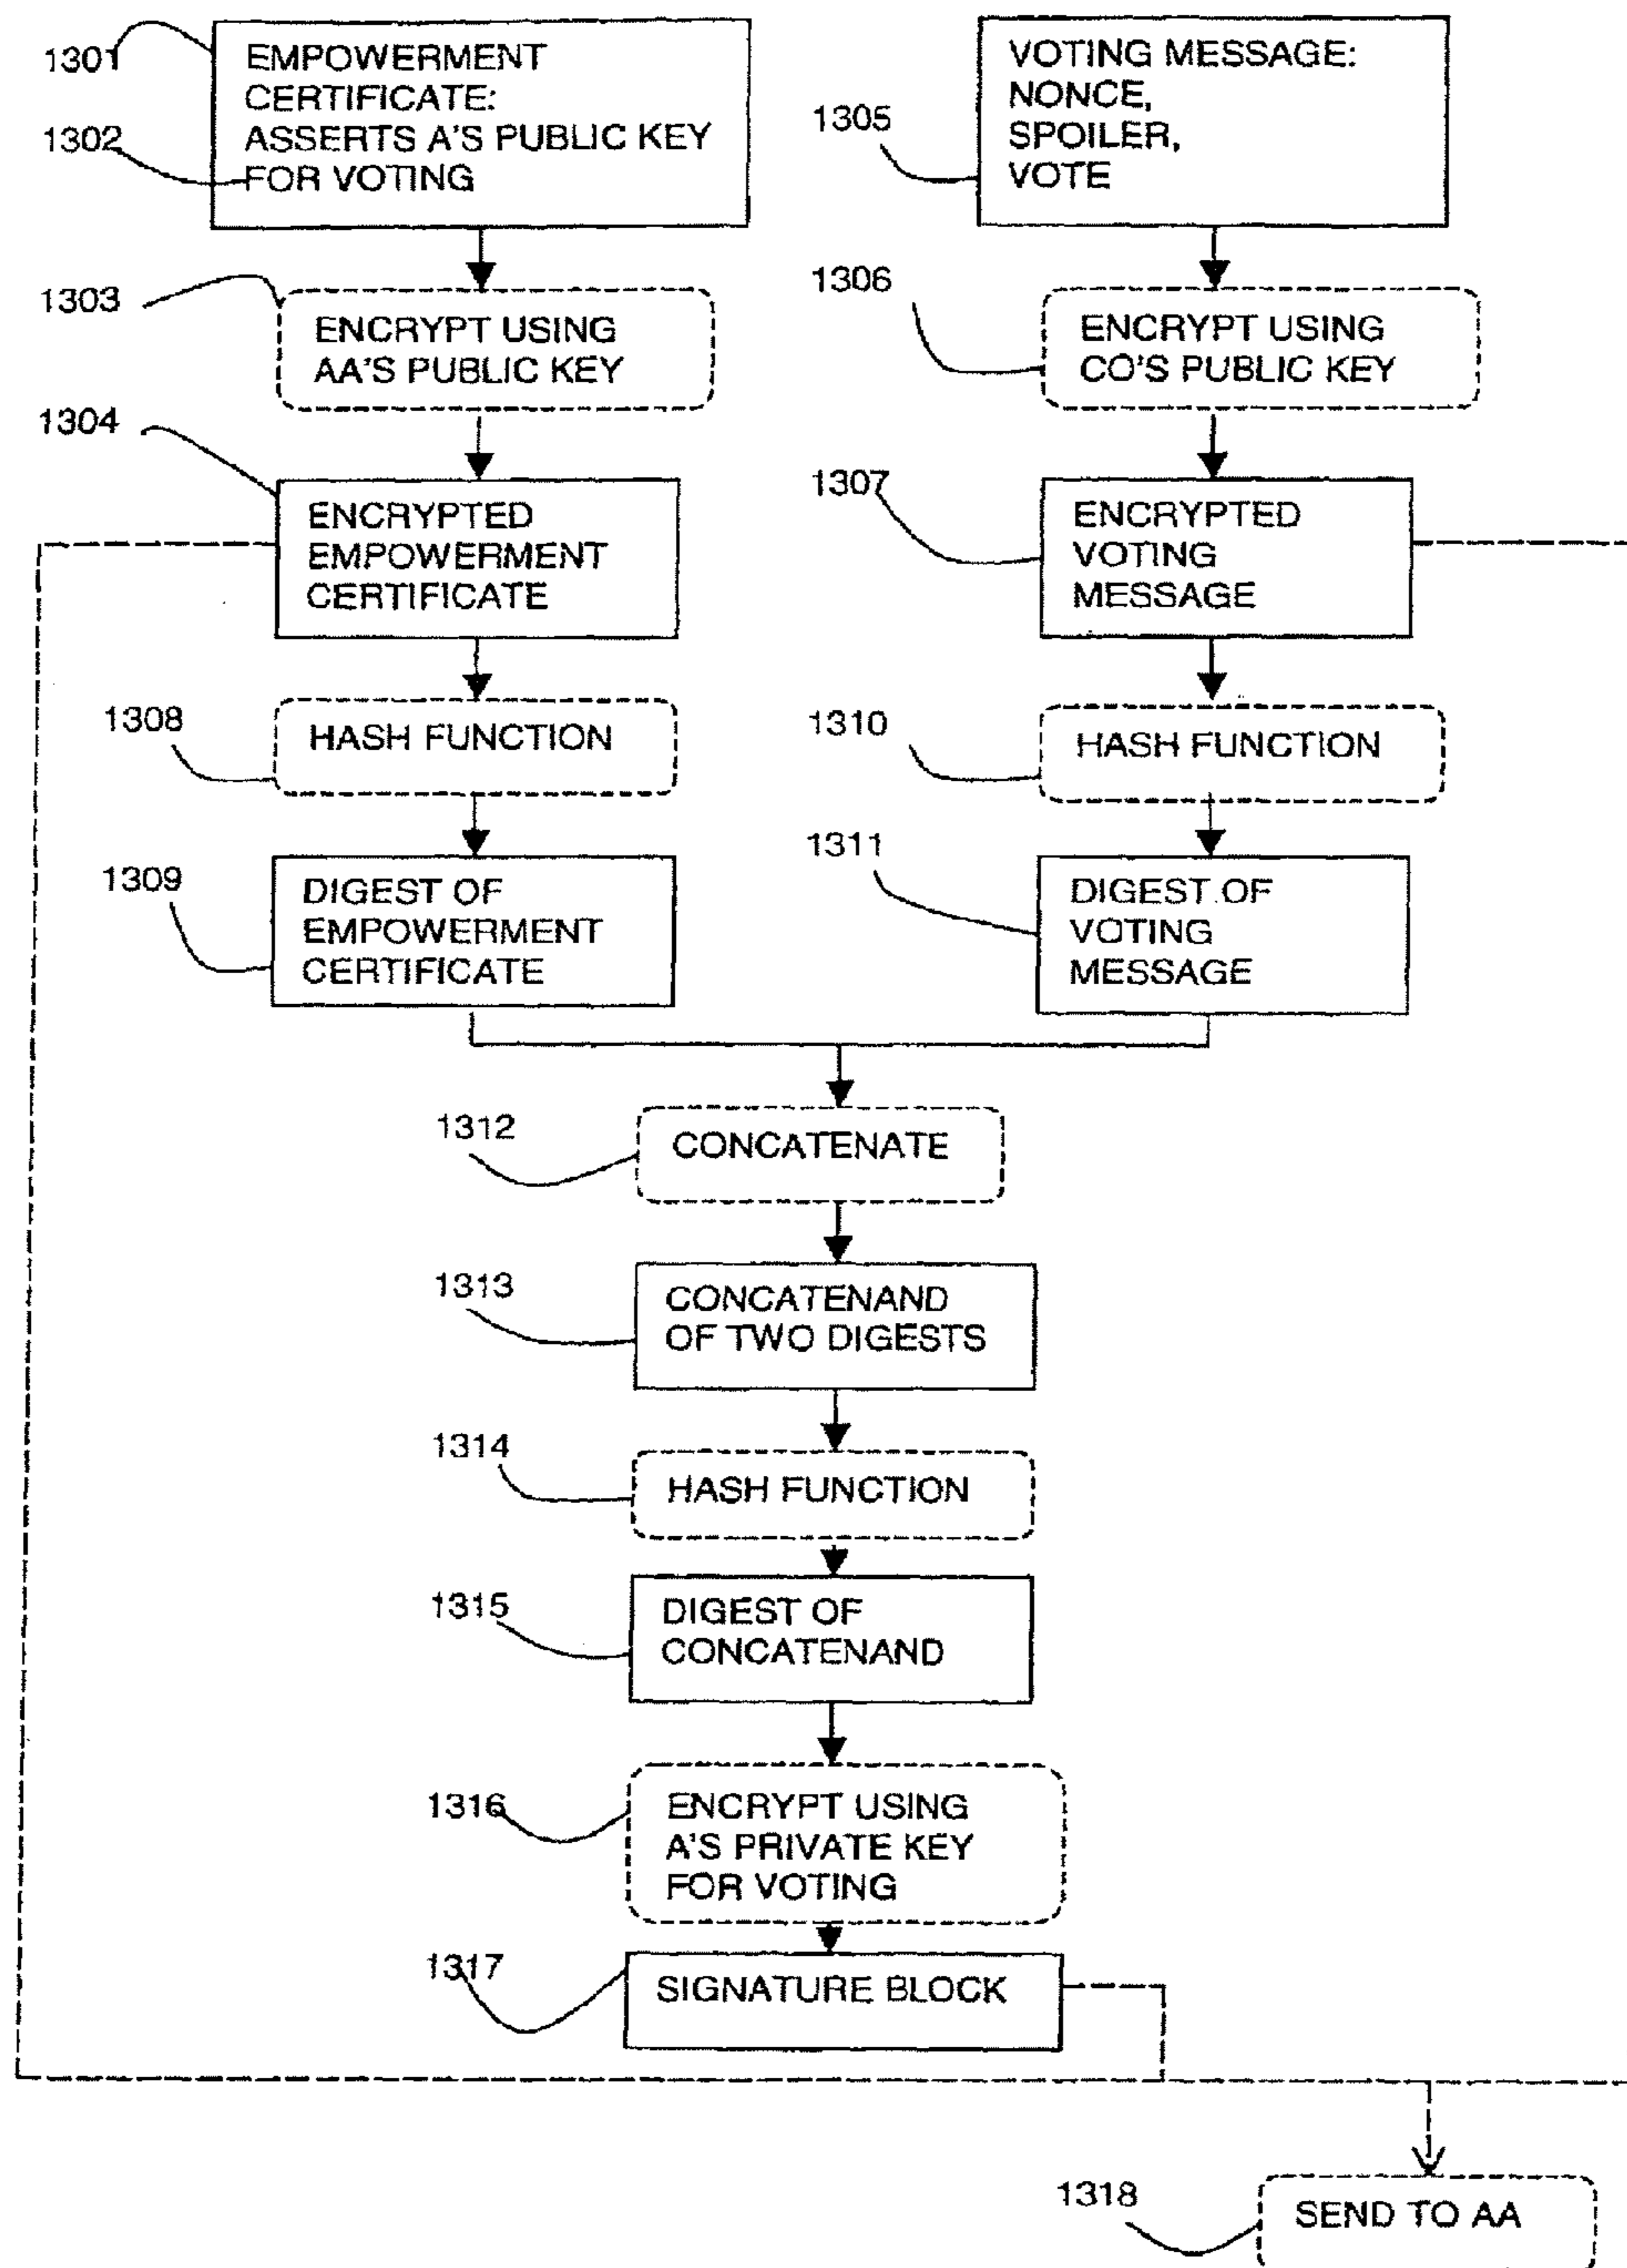 1301
EMPOWERMENT
CERTIFICATE:
1302
ASSERTS A'S PUBLIC KEY
FOR VOTING
VOTING MESSAGE:
NONCE,
1305
SPOILER,
VOTE
1303
ENCRYPT USING
AA'S PUBLIC KEY
1306
ENCRYPT USING
CO'S PUBLIC KEY
1304
ENCRYPTED
EMPOWERMENT
CERTIFICATE
1307
ENCRYPTED
VOTING
MESSAGE
1308
HASH FUNCTION
1310
HASH FUNCTION
1309
DIGEST OF
EMPOWERMENT
CERTIFICATE
1311
DIGEST OF
VOTING
MESSAGE
1312
CONCATENATE
1313
CONCATENAND
OF TWO DIGESTS
1314
HASH FUNCTION
1315
DIGEST OF
CONCATENAND
1316
ENCRYPT USING
A'S PRIVATE KEY
FOR VOTING
1317
SIGNATURE BLOCK
1318
SEND TO AA